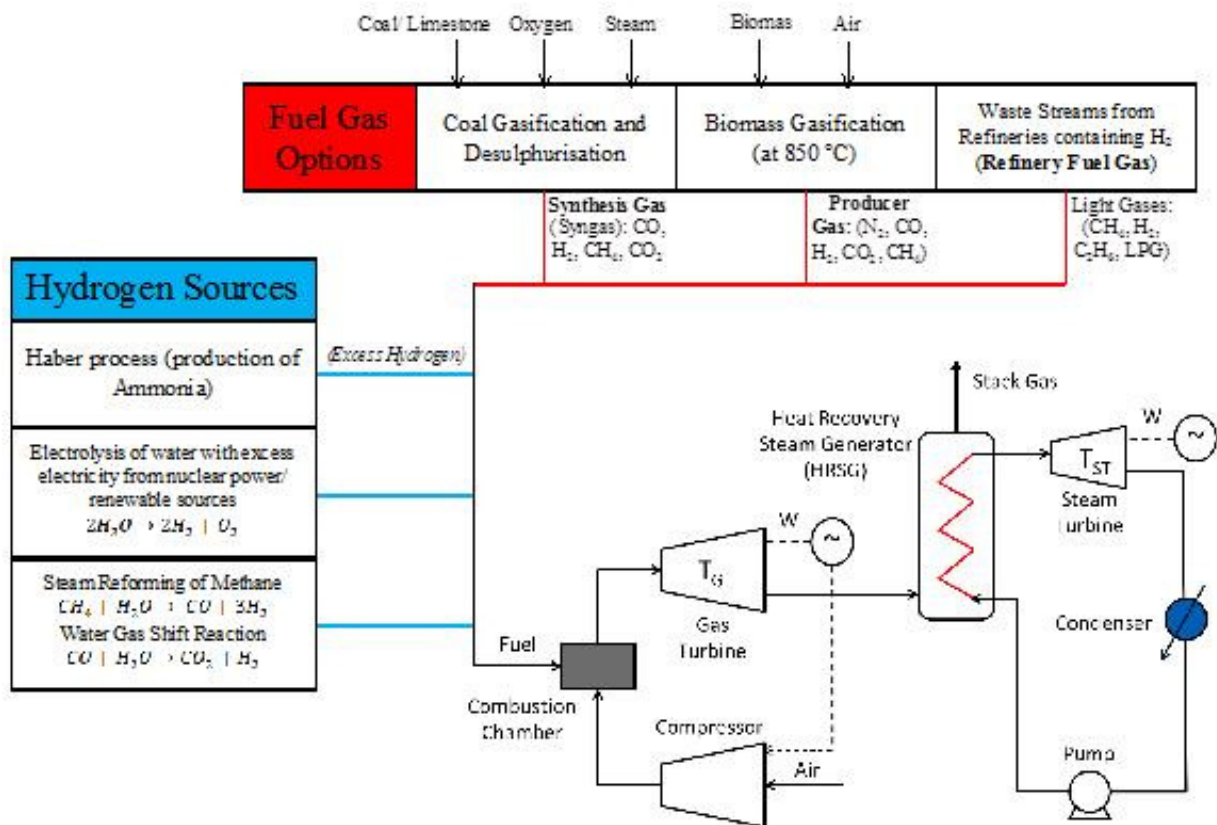 Coal/ Limestone Oxygen Steam Biomas Air
Fuel Gas
Options
Coal Gasification and
Desulphurisation
Biomass Gasification
(at 850 °C)
Waste Streams from
Refineries containing H₂
(Refinery Fuel Gas)
Synthesis Gas
(Syngas): CO,
H₂, CH₄, CO₂
Producer
Gas: (N₂, CO,
H₂, CO₂, CH₄)
Light Gases:
(CH₄, H₂,
C₂H₆, LPG)
Hydrogen Sources
Haber process (production of
Ammonia)
(Excess Hydrogen)
Electrolysis of water with excess
electricity from nuclear power/
renewable sources
2H₂O → 2H₂ + O₂
Steam Reforming of Methane
CH₄ + H₂O → CO + 3H₂
Water Gas Shift Reaction
CO + H₂O → CO₂ + H₂
Stack Gas
Heat Recovery
Steam Generator
(HRSG)
W
~
T_ST
Steam
Turbine
W
~
T_G
Gas
Turbine
Condenser
Fuel
Combustion
Chamber
Compressor
Air
Pump